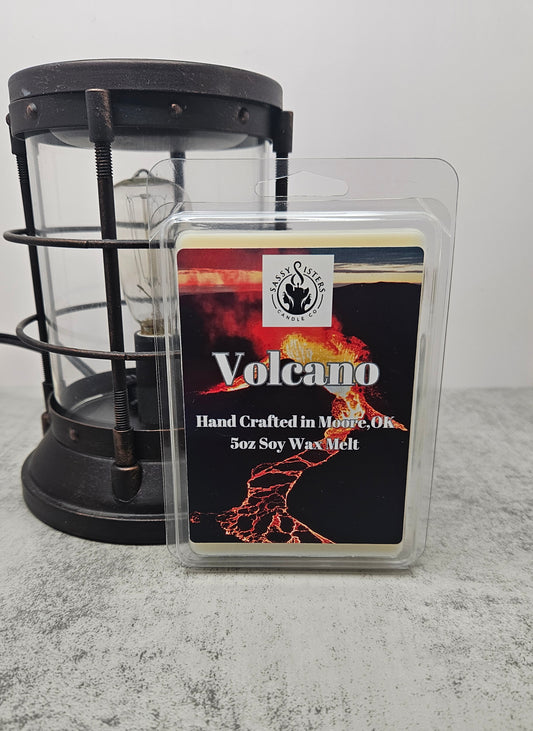 SASSY SISTERS
CANDLE CO
Volcano
Hand Crafted in Moore,OK
5oz Soy Wax Melt